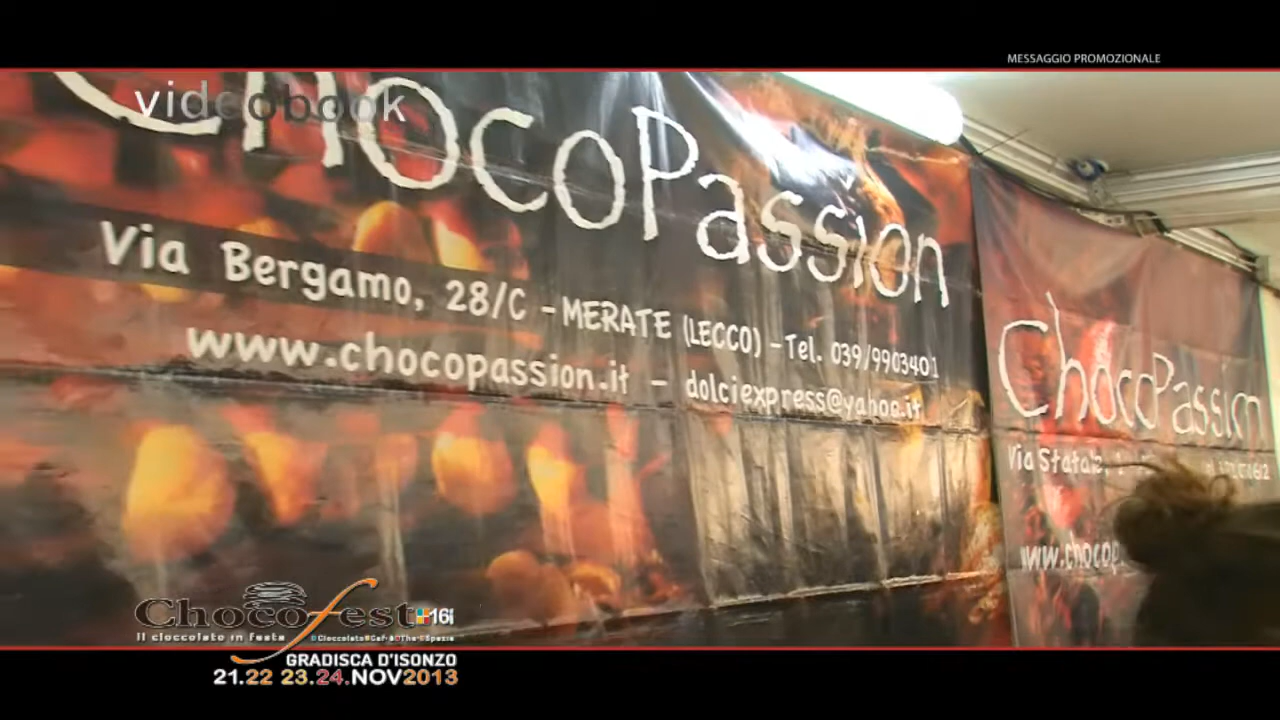 MESSAGGIO PROMOZIONALE
videobook
ChocoPassion
Via Bergamo, 28/C - MERATE (LECCO) - Tel. 039/9903401
www.chocopassion.it - dolciexpress@yahoo.it
ChocoPassion
Via Statale,
www.chocop
Chocofest 16i
Il cioccolato in festa
GRADISCA D'ISONZO
21.22 23.24.NOV2013